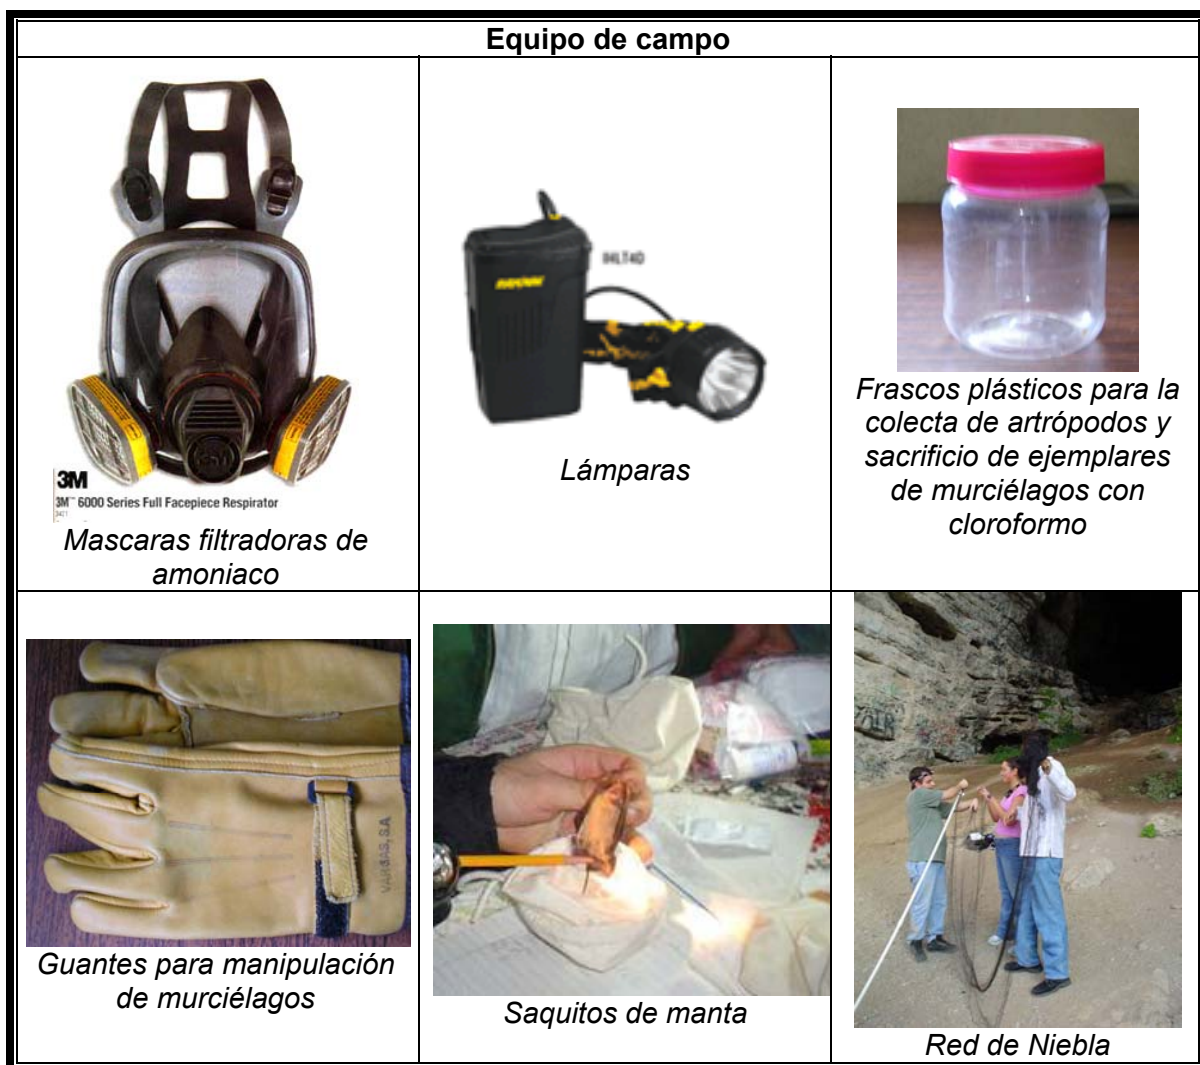 Equipo de campo
3M
3M™ 6000 Series Full Facepiece Respirator
3M
Mascaras filtradoras de
amoniaco
Lámparas
Frascos plásticos para la
colecta de artrópodos y
sacrificio de ejemplares
de murciélagos con
cloroformo
VARGAS, S.A
Guantes para manipulación
de murciélagos
Saquitos de manta
Red de Niebla